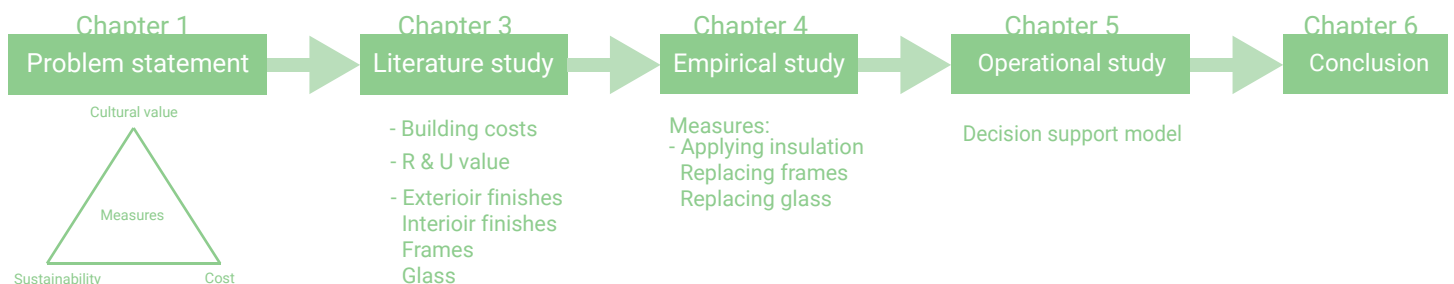 Chapter 1
Problem statement
Cultural value
Measures
Sustainability
Cost
Chapter 3
Literature study
- Building costs
- R & U value
- Exterioir finishes
Interioir finishes
Frames
Glass
Chapter 4
Empirical study
Measures:
- Applying insulation
Replacing frames
Replacing glass
Chapter 5
Operational study
Decision support model
Chapter 6
Conclusion